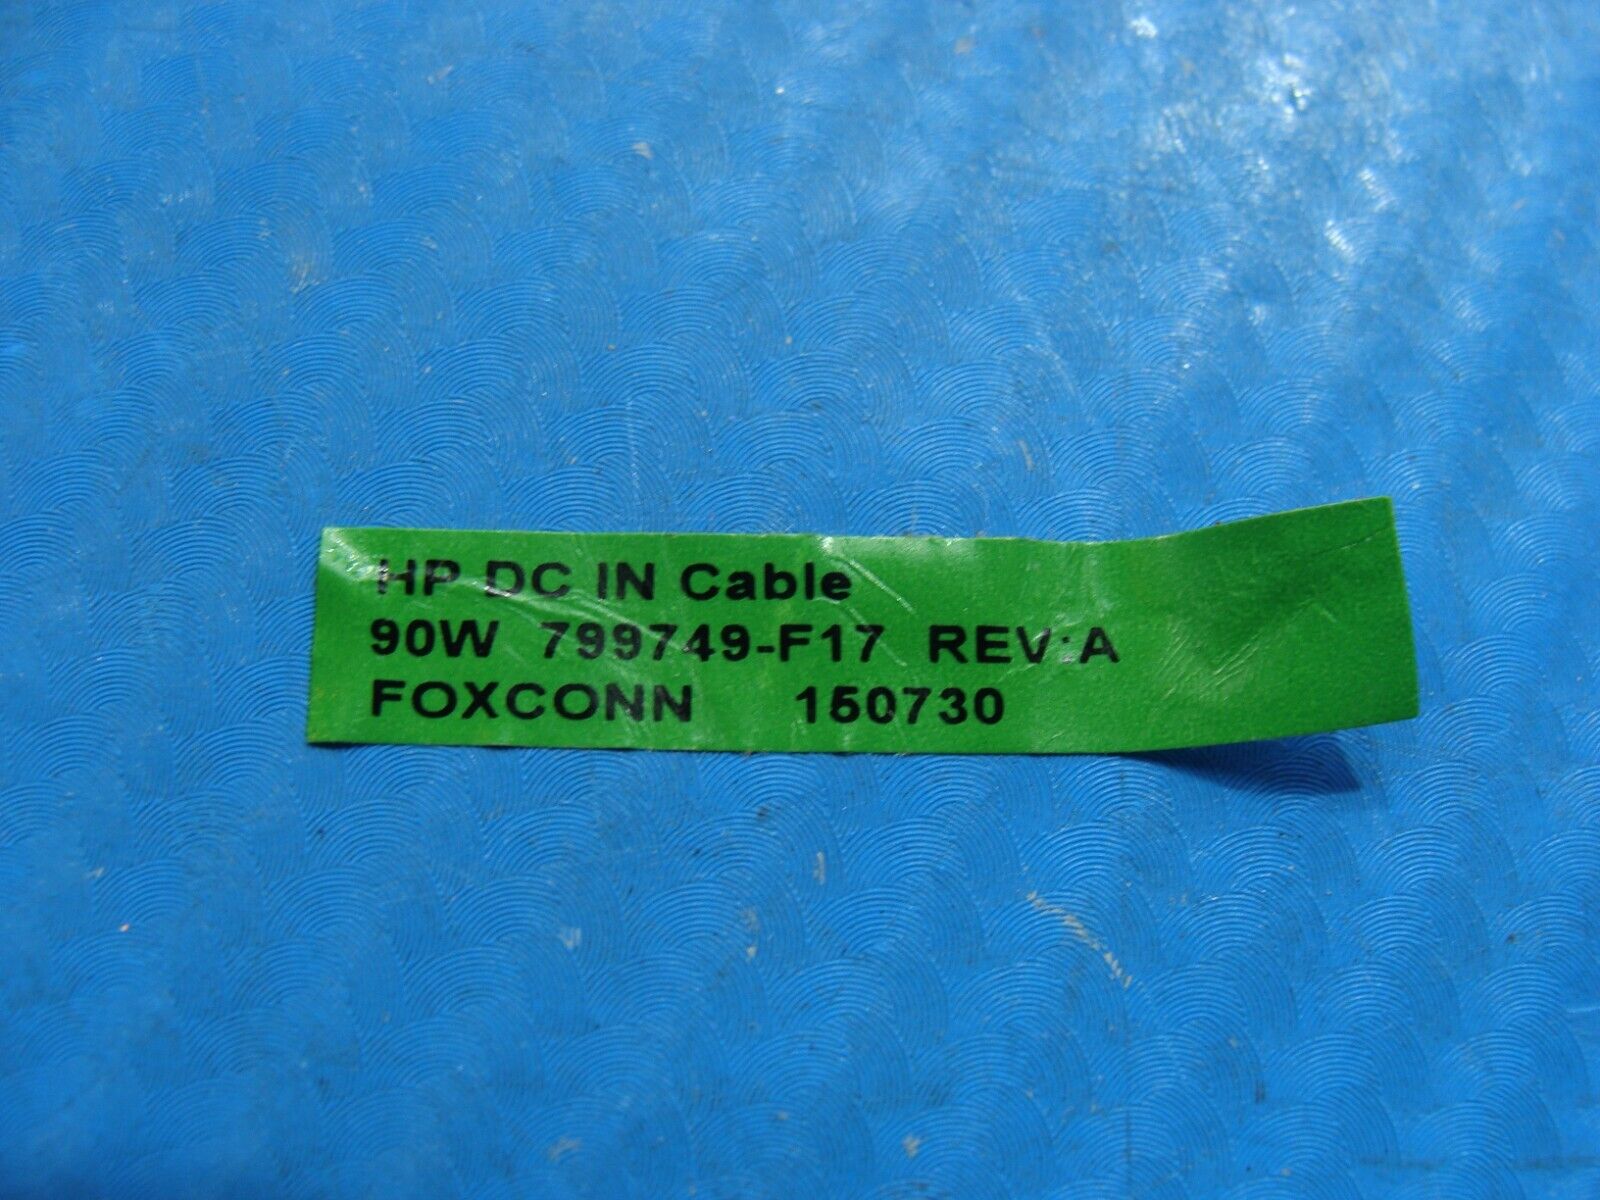 HP DC IN Cable
90W 799749-F17 REV:A
FOXCONN 150730